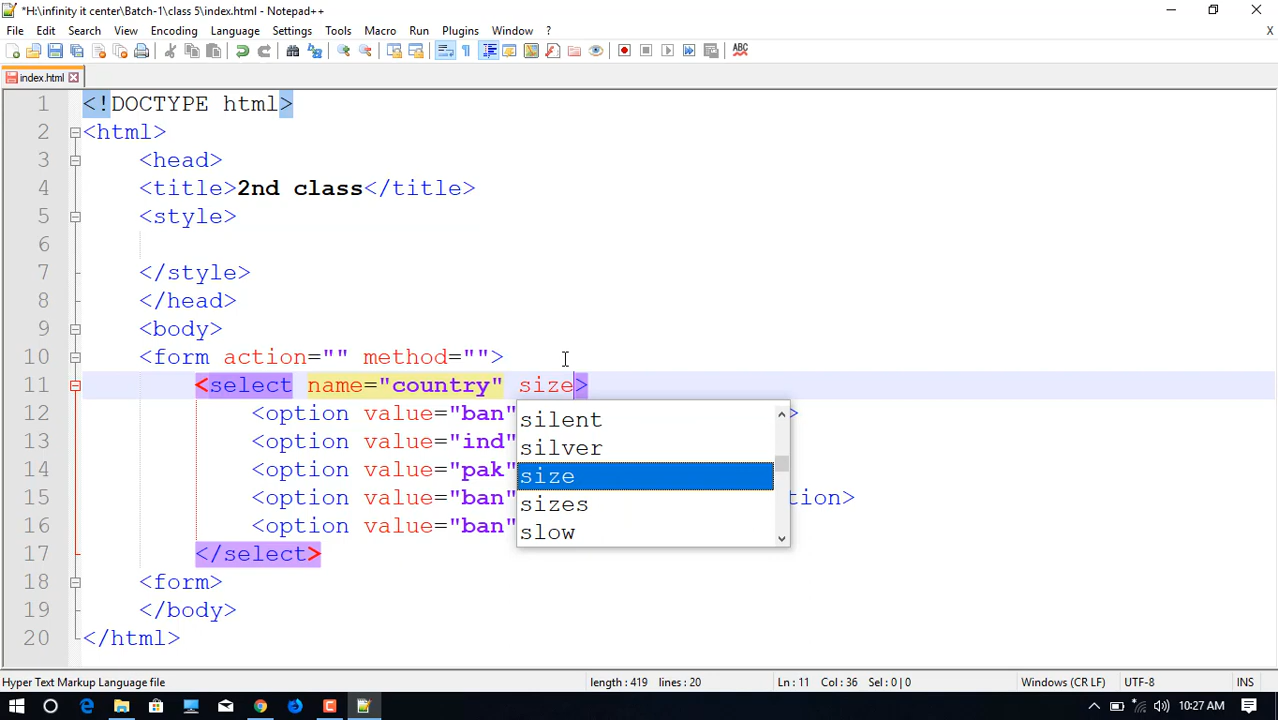 *H:\infinity it center\Batch-1\class 5\index.html - Notepad++
File Edit Search View Encoding Language Settings Tools Macro Run Plugins Window ? X
index.html
1 <!DOCTYPE html>
2 <html>
3 <head>
4 <title>2nd class</title>
5 <style>
6
7 </style>
8 </head>
9 <body>
10 <form action="" method="">
11 <select name="country" size>
12 <option value="ban" >
silent
13 <option value="ind"
silver
14 <option value="pak"
size
15 <option value="ban" tion>
sizes
16 <option value="ban"
slow
17 </select>
18 <form>
19 </body>
20 </html>
Hyper Text Markup Language file length : 419 lines : 20 Ln : 11 Col : 36 Sel : 0 | 0 Windows (CR LF) UTF-8 INS
10:27 AM